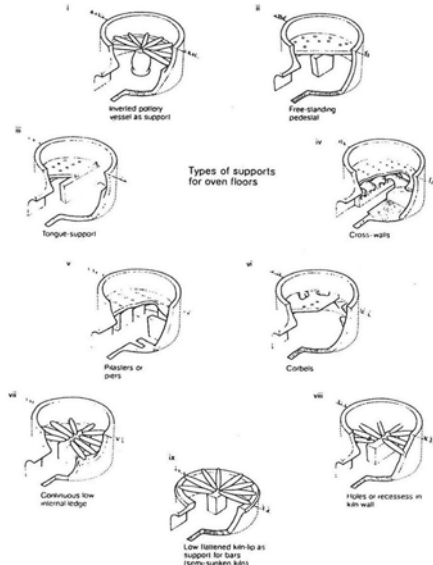 i
ii
Inverted pottery
vessel as support
Free-standing
pedestal
iii
Types of supports
for oven floors
iv
Tongue-support
Cross-walls
v
vi
Pilasters or
piers
Corbels
vii
viii
Continuous low
internal ledge
Holes or recessess in
kiln wall
ix
Low flattened kiln-lip as
support for bars
(semi-sunken kiln)